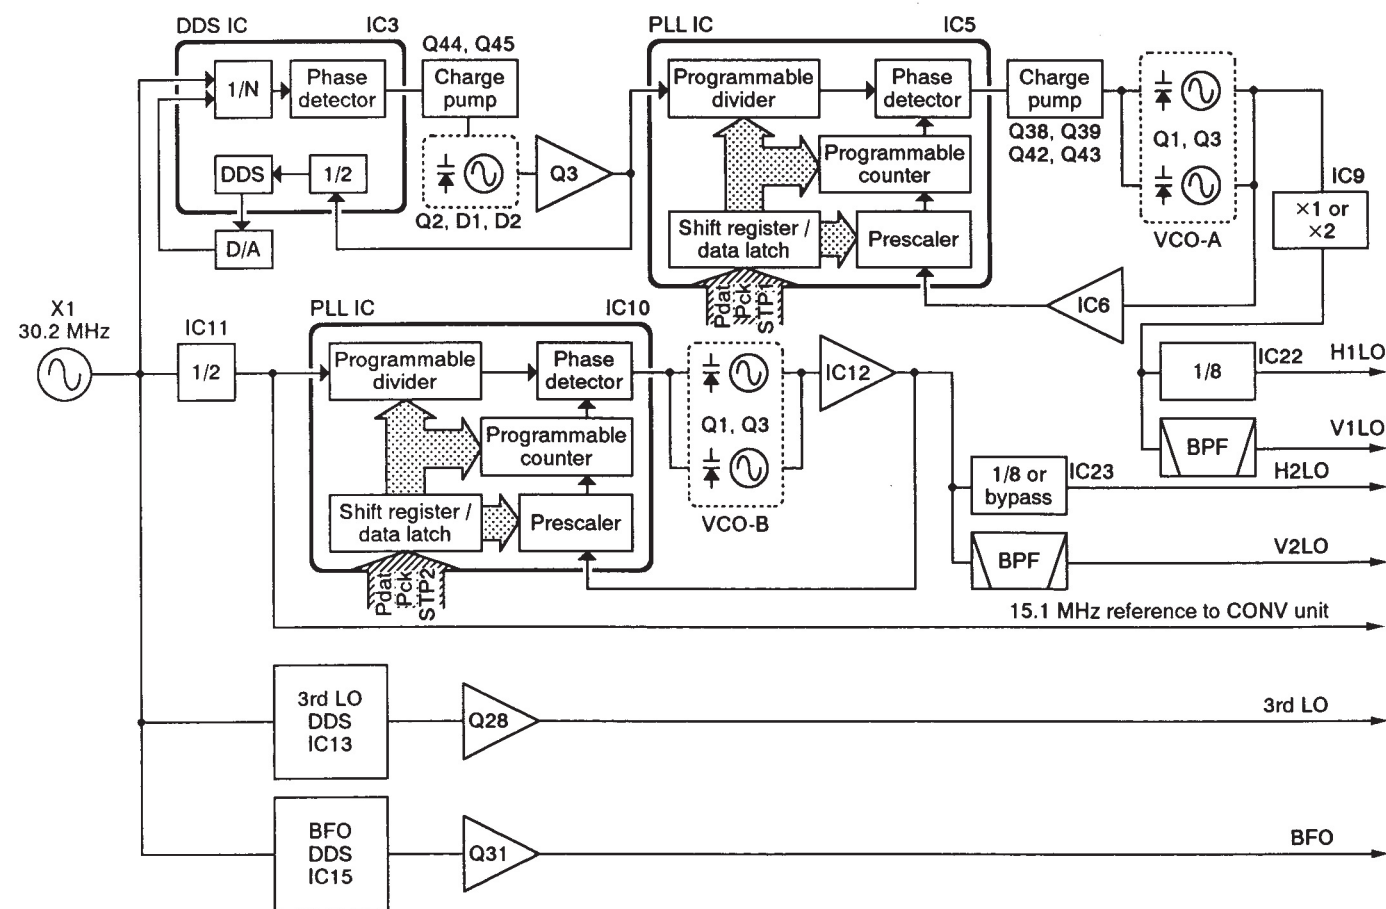 DDS IC
IC3
1/N
Phase
detector
DDS
1/2
D/A
Q44, Q45
Charge
pump
Q2, D1, D2
Q3
PLL IC
IC5
Programmable
divider
Phase
detector
Programmable
counter
Shift register /
data latch
Prescaler
Pdat
Pck
STP1
Charge
pump
Q38, Q39
Q42, Q43
Q1, Q3
VCO-A
IC9
×1 or
×2
IC6
X1
30.2 MHz
IC11
1/2
PLL IC
IC10
Programmable
divider
Phase
detector
Programmable
counter
Shift register /
data latch
Prescaler
Pdat
Pck
STP2
Q1, Q3
VCO-B
IC12
1/8
IC22
H1LO
BPF
V1LO
1/8 or
bypass
IC23
H2LO
BPF
V2LO
15.1 MHz reference to CONV unit
3rd LO
DDS
IC13
Q28
3rd LO
BFO
DDS
IC15
Q31
BFO